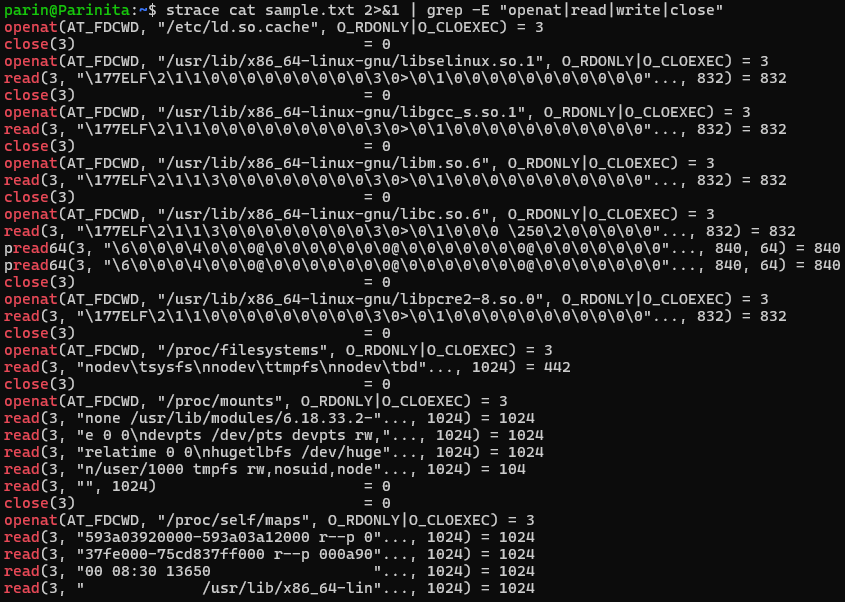 parin@Parinita:~$ strace cat sample.txt 2>&1 | grep -E "openat|read|write|close"
openat(AT_FDCWD, "/etc/ld.so.cache", O_RDONLY|O_CLOEXEC) = 3
close(3)                                = 0
openat(AT_FDCWD, "/usr/lib/x86_64-linux-gnu/libselinux.so.1", O_RDONLY|O_CLOEXEC) = 3
read(3, "\177ELF\2\1\1\0\0\0\0\0\0\0\0\0\3\0>\0\1\0\0\0\0\0\0\0\0\0\0\0"..., 832) = 832
close(3)                                = 0
openat(AT_FDCWD, "/usr/lib/x86_64-linux-gnu/libgcc_s.so.1", O_RDONLY|O_CLOEXEC) = 3
read(3, "\177ELF\2\1\1\0\0\0\0\0\0\0\0\0\3\0>\0\1\0\0\0\0\0\0\0\0\0\0\0"..., 832) = 832
close(3)                                = 0
openat(AT_FDCWD, "/usr/lib/x86_64-linux-gnu/libm.so.6", O_RDONLY|O_CLOEXEC) = 3
read(3, "\177ELF\2\1\1\3\0\0\0\0\0\0\0\0\3\0>\0\1\0\0\0\0\0\0\0\0\0\0\0"..., 832) = 832
close(3)                                = 0
openat(AT_FDCWD, "/usr/lib/x86_64-linux-gnu/libc.so.6", O_RDONLY|O_CLOEXEC) = 3
read(3, "\177ELF\2\1\1\3\0\0\0\0\0\0\0\0\3\0>\0\1\0\0\0 \250\2\0\0\0\0\0"..., 832) = 832
pread64(3, "\6\0\0\0\4\0\0\0@\0\0\0\0\0\0\0@\0\0\0\0\0\0\0@\0\0\0\0\0\0\0"..., 840, 64) = 840
pread64(3, "\6\0\0\0\4\0\0\0@\0\0\0\0\0\0\0@\0\0\0\0\0\0\0@\0\0\0\0\0\0\0"..., 840, 64) = 840
close(3)                                = 0
openat(AT_FDCWD, "/usr/lib/x86_64-linux-gnu/libpcre2-8.so.0", O_RDONLY|O_CLOEXEC) = 3
read(3, "\177ELF\2\1\1\0\0\0\0\0\0\0\0\0\3\0>\0\1\0\0\0\0\0\0\0\0\0\0\0"..., 832) = 832
close(3)                                = 0
openat(AT_FDCWD, "/proc/filesystems", O_RDONLY|O_CLOEXEC) = 3
read(3, "nodev\tsysfs\nnodev\ttmpfs\nnodev\tbd"..., 1024) = 442
close(3)                                = 0
openat(AT_FDCWD, "/proc/mounts", O_RDONLY|O_CLOEXEC) = 3
read(3, "none /usr/lib/modules/6.18.33.2-"..., 1024) = 1024
read(3, "e 0 0\ndevpts /dev/pts devpts rw,"..., 1024) = 1024
read(3, "relatime 0 0\nhugetlbfs /dev/huge"..., 1024) = 1024
read(3, "n/user/1000 tmpfs rw,nosuid,node"..., 1024) = 104
read(3, "", 1024)                       = 0
close(3)                                = 0
openat(AT_FDCWD, "/proc/self/maps", O_RDONLY|O_CLOEXEC) = 3
read(3, "593a03920000-593a03a12000 r--p 0"..., 1024) = 1024
read(3, "37fe000-75cd837ff000 r--p 000a90"..., 1024) = 1024
read(3, "00 08:30 13650                  "..., 1024) = 1024
read(3, "             /usr/lib/x86_64-lin"..., 1024) = 1024